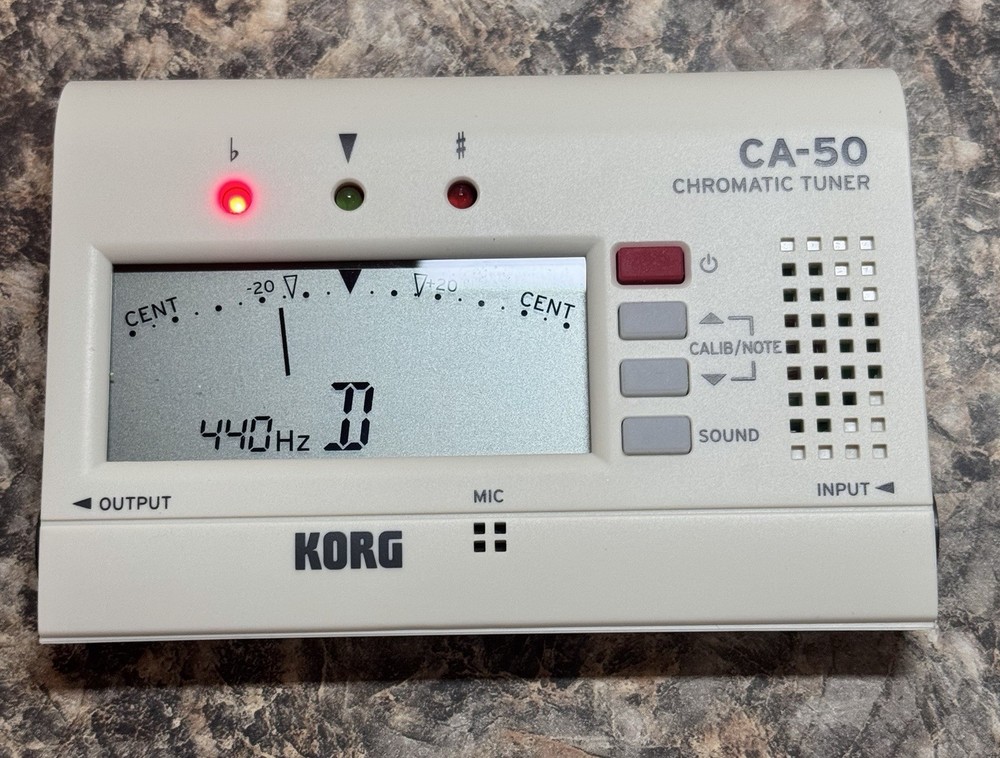 ♭ ♯
CA-50
CHROMATIC TUNER
-20 +20
CENT CENT
CALIB/NOTE
440Hz D
SOUND
OUTPUT
MIC
INPUT
KORG